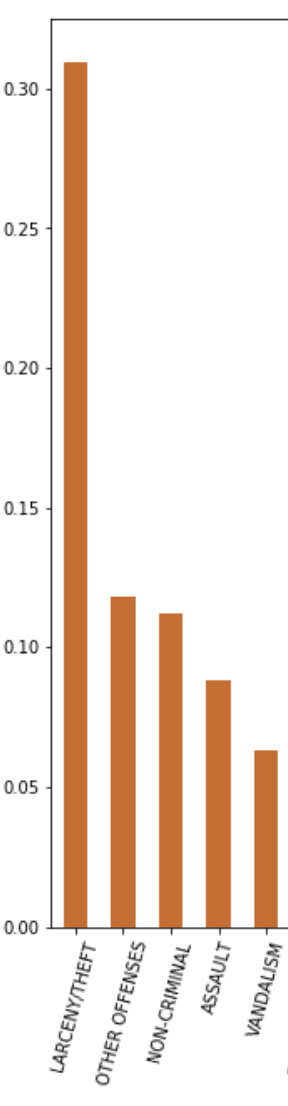 0.30
0.25
0.20
0.15
0.10
0.05
0.00
LARCENY/THEFT
OTHER OFFENSES
NON-CRIMINAL
ASSAULT
VANDALISM